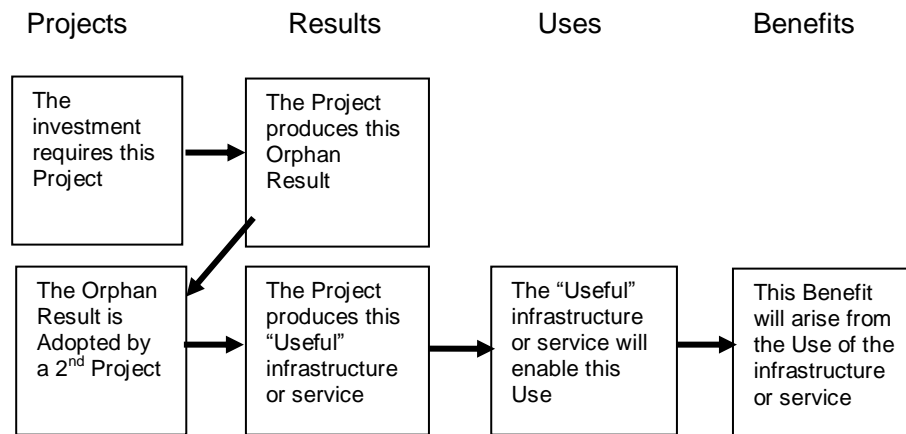 Projects Results Uses Benefits
The
investment
requires this
Project
The Project
produces this
Orphan
Result
The Orphan
Result is
Adopted by
a 2nd Project
The Project
produces this
“Useful”
infrastructure
or service
The “Useful”
infrastructure
or service will
enable this
Use
This Benefit
will arise from
the Use of the
infrastructure
or service